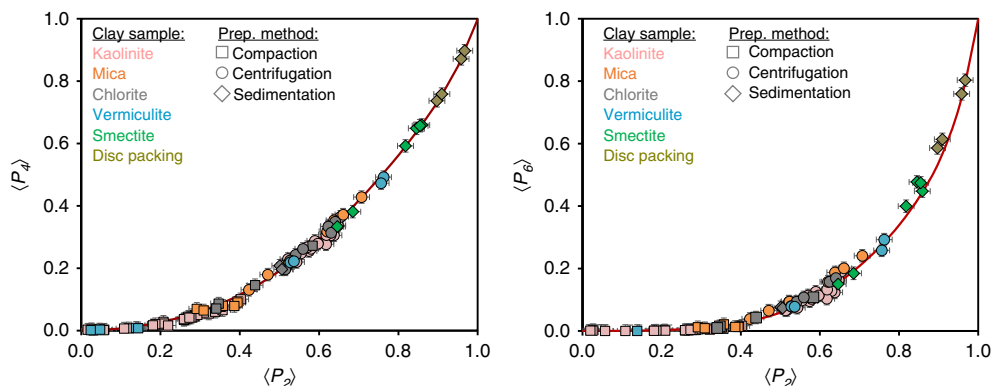 Clay sample: Prep. method:
Kaolinite Compaction
Mica Centrifugation
Chlorite Sedimentation
Vermiculite
Smectite
Disc packing
1.0
0.8
0.6
0.4
0.2
0.0
⟨P4⟩
0.0 0.2 0.4 0.6 0.8 1.0
⟨P2⟩
Clay sample: Prep. method:
Kaolinite Compaction
Mica Centrifugation
Chlorite Sedimentation
Vermiculite
Smectite
Disc packing
1.0
0.8
0.6
0.4
0.2
0.0
⟨P6⟩
0.0 0.2 0.4 0.6 0.8 1.0
⟨P2⟩